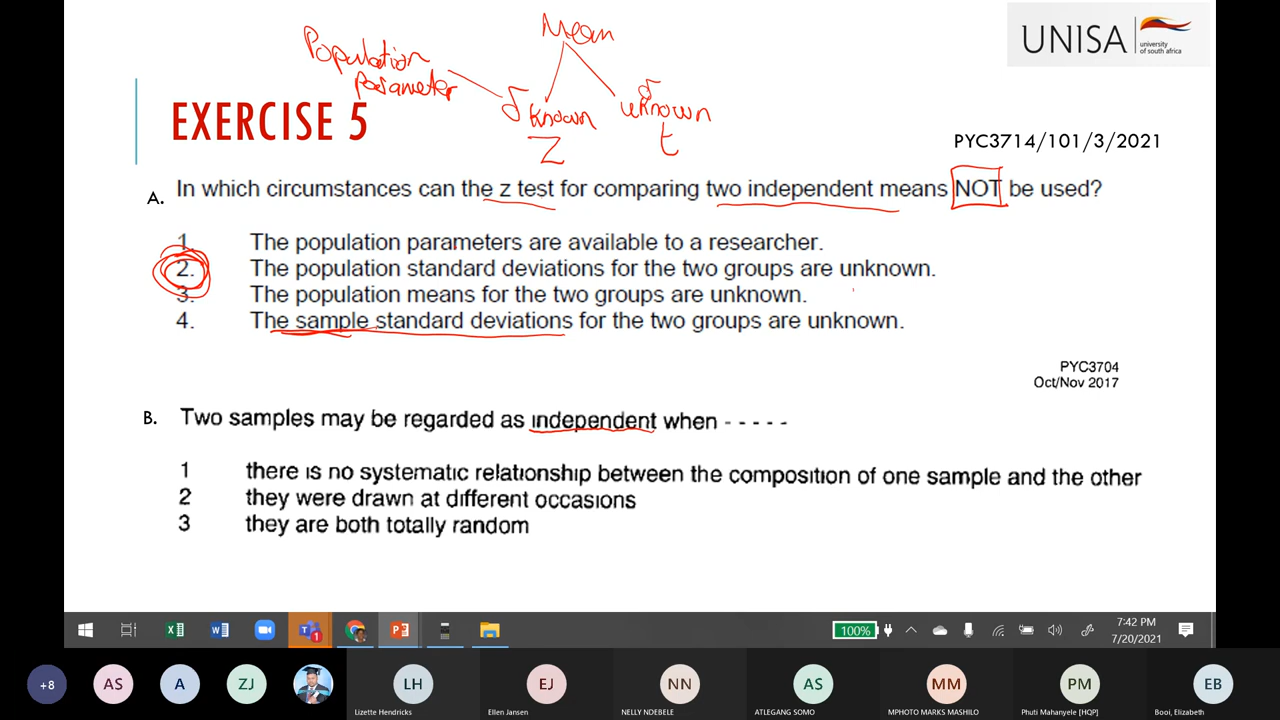 Mean
Population
parameter
σ known
σ
unknown
Z
t
UNISA
university
of south africa
EXERCISE 5
PYC3714/101/3/2021
A. In which circumstances can the z test for comparing two independent means NOT be used?
1. The population parameters are available to a researcher.
2. The population standard deviations for the two groups are unknown.
3. The population means for the two groups are unknown.
4. The sample standard deviations for the two groups are unknown.
PYC3704
Oct/Nov 2017
B. Two samples may be regarded as independent when - - - - -
1 there is no systematic relationship between the composition of one sample and the other
2 they were drawn at different occasions
3 they are both totally random
100%
7:42 PM
7/20/2021
1
+8
AS
A
ZJ
LH
EJ
NN
AS
MM
PM
EB
Lizette Hendricks
Ellen Jansen
NELLY NDEBELE
ATLEGANG SOMO
MPHOTO MARKS MASHILO
Phuti Mahanyele [HQP]
Booi, Elizabeth